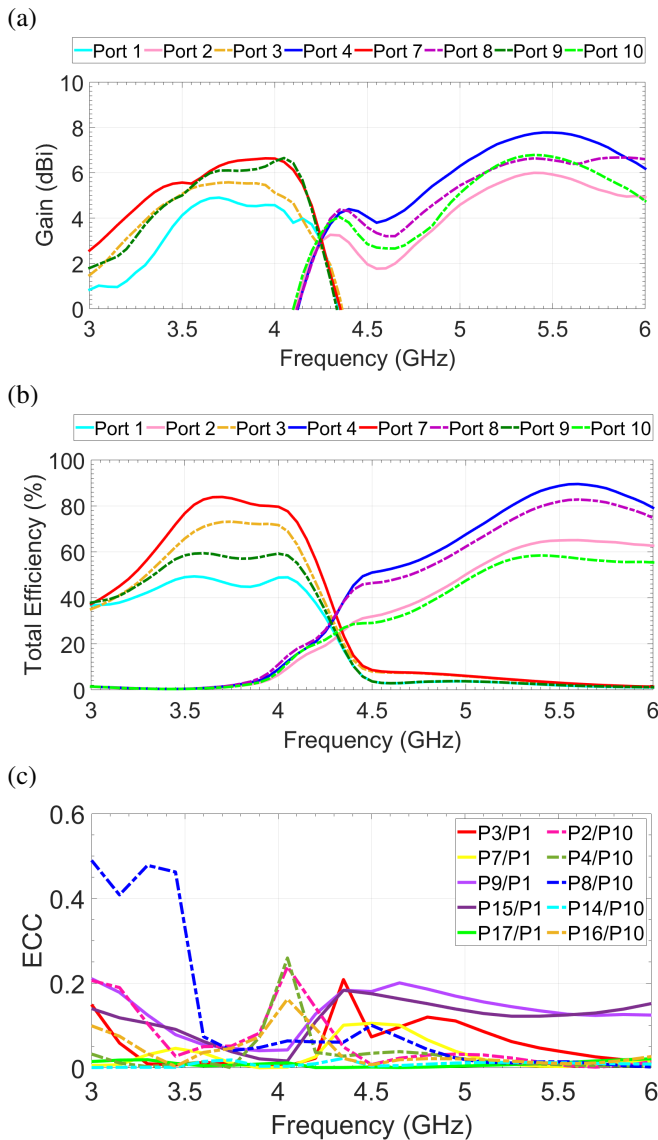 (a)
Port 1 Port 2 Port 3 Port 4 Port 7 Port 8 Port 9 Port 10
10
8
6
4
2
0
Gain (dBi)
3 3.5 4 4.5 5 5.5 6
Frequency (GHz)
(b)
Port 1 Port 2 Port 3 Port 4 Port 7 Port 8 Port 9 Port 10
100
80
60
40
20
0
Total Efficiency (%)
3 3.5 4 4.5 5 5.5 6
Frequency (GHz)
(c)
0.6
0.4
0.2
0
ECC
P3/P1 P2/P10
P7/P1 P4/P10
P9/P1 P8/P10
P15/P1 P14/P10
P17/P1 P16/P10
3 3.5 4 4.5 5 5.5 6
Frequency (GHz)